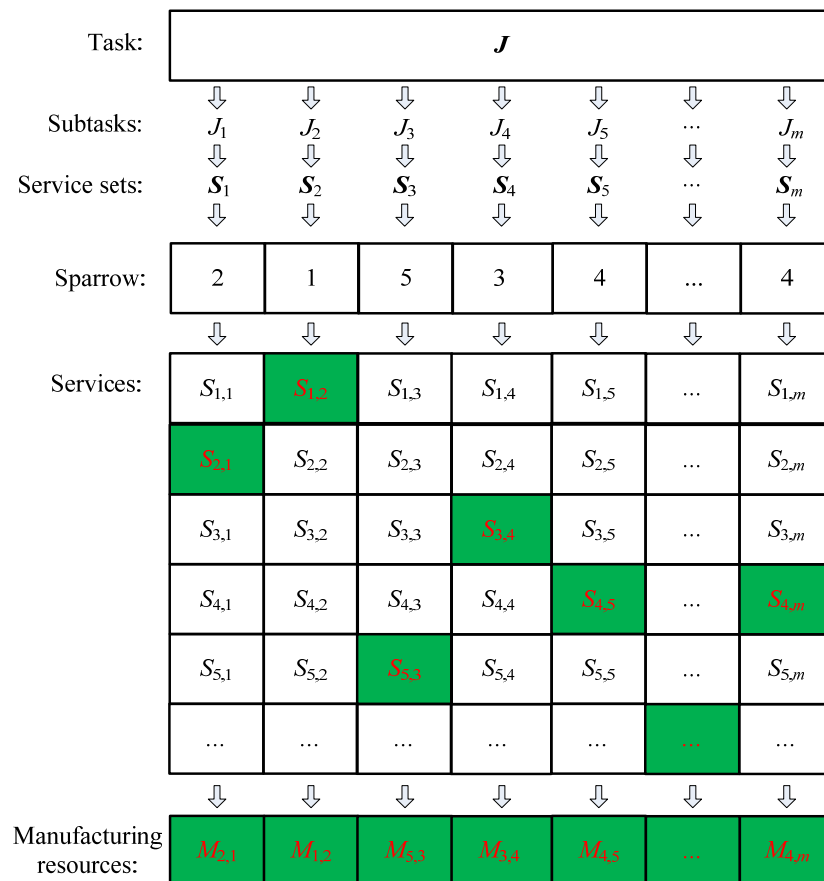 Task: J
Subtasks: J1 J2 J3 J4 J5 ... Jm
Service sets: S1 S2 S3 S4 S5 ... Sm
Sparrow: 2 1 5 3 4 ... 4
Services: S1,1 S1,2 S1,3 S1,4 S1,5 ... S1,m
S2,1 S2,2 S2,3 S2,4 S2,5 ... S2,m
S3,1 S3,2 S3,3 S3,4 S3,5 ... S3,m
S4,1 S4,2 S4,3 S4,4 S4,5 ... S4,m
S5,1 S5,2 S5,3 S5,4 S5,5 ... S5,m
... ... ... ... ... ... ...
Manufacturing
resources: M2,1 M1,2 M5,3 M3,4 M4,5 ... M4,m